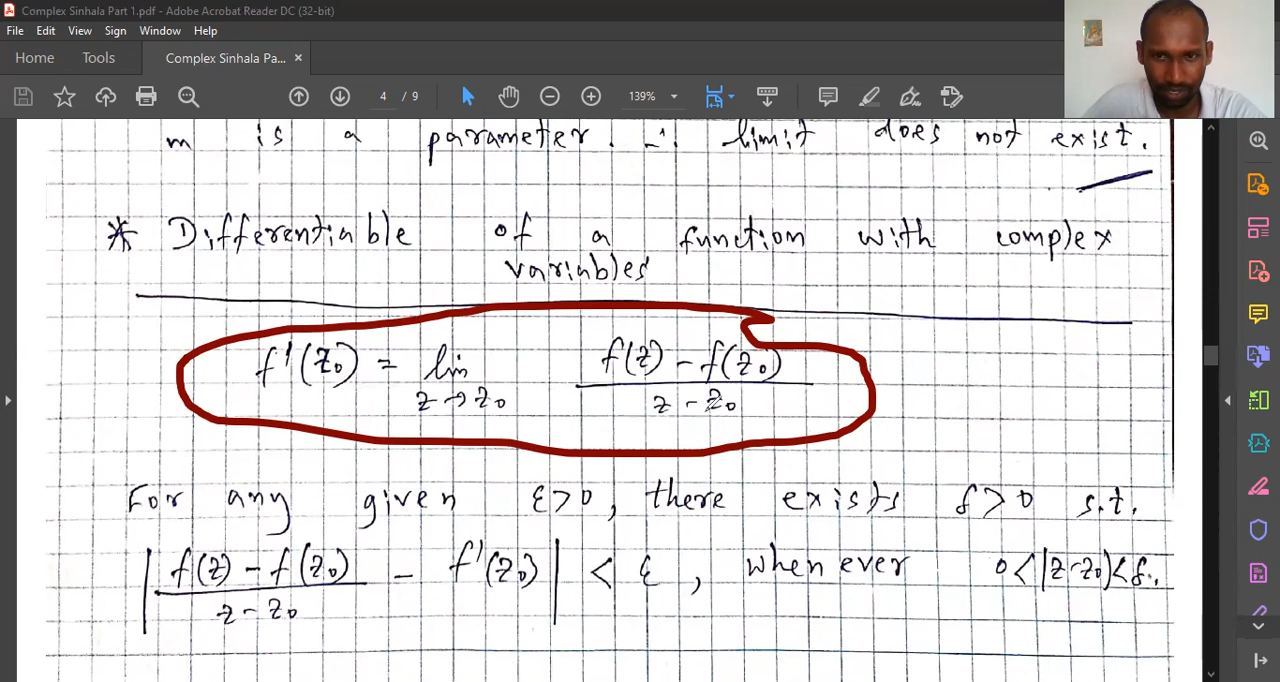 Complex Sinhala Part 1.pdf - Adobe Acrobat Reader DC (32-bit)
File Edit View Sign Window Help
Home Tools Complex Sinhala Pa... ×
4 / 9 139%
m is a parameter. ∴ limit does not exist.
* Differentiable of a function with complex
variables
f'(z₀) = lim f(z) - f(z₀)
z → z₀ z - z₀
For any given ε>0, there exists δ>0 s.t.
| f(z) - f(z₀) - f'(z₀) | < ε, whenever 0<|z-z₀|<δ.
z - z₀